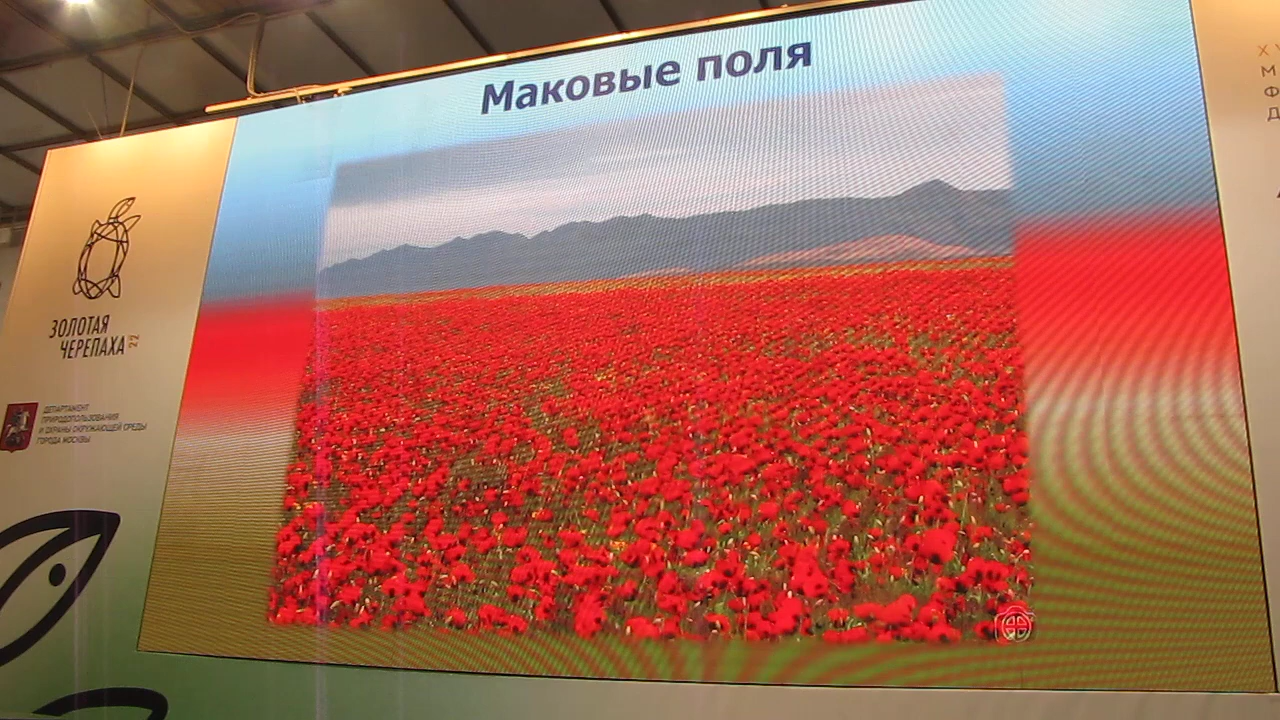 Маковые поля
ЗОЛОТАЯ
ЧЕРЕПАХА 22
ДЕПАРТАМЕНТ
ПРИРОДОПОЛЬЗОВАНИЯ
И ОХРАНЫ ОКРУЖАЮЩЕЙ СРЕДЫ
ГОРОДА МОСКВЫ